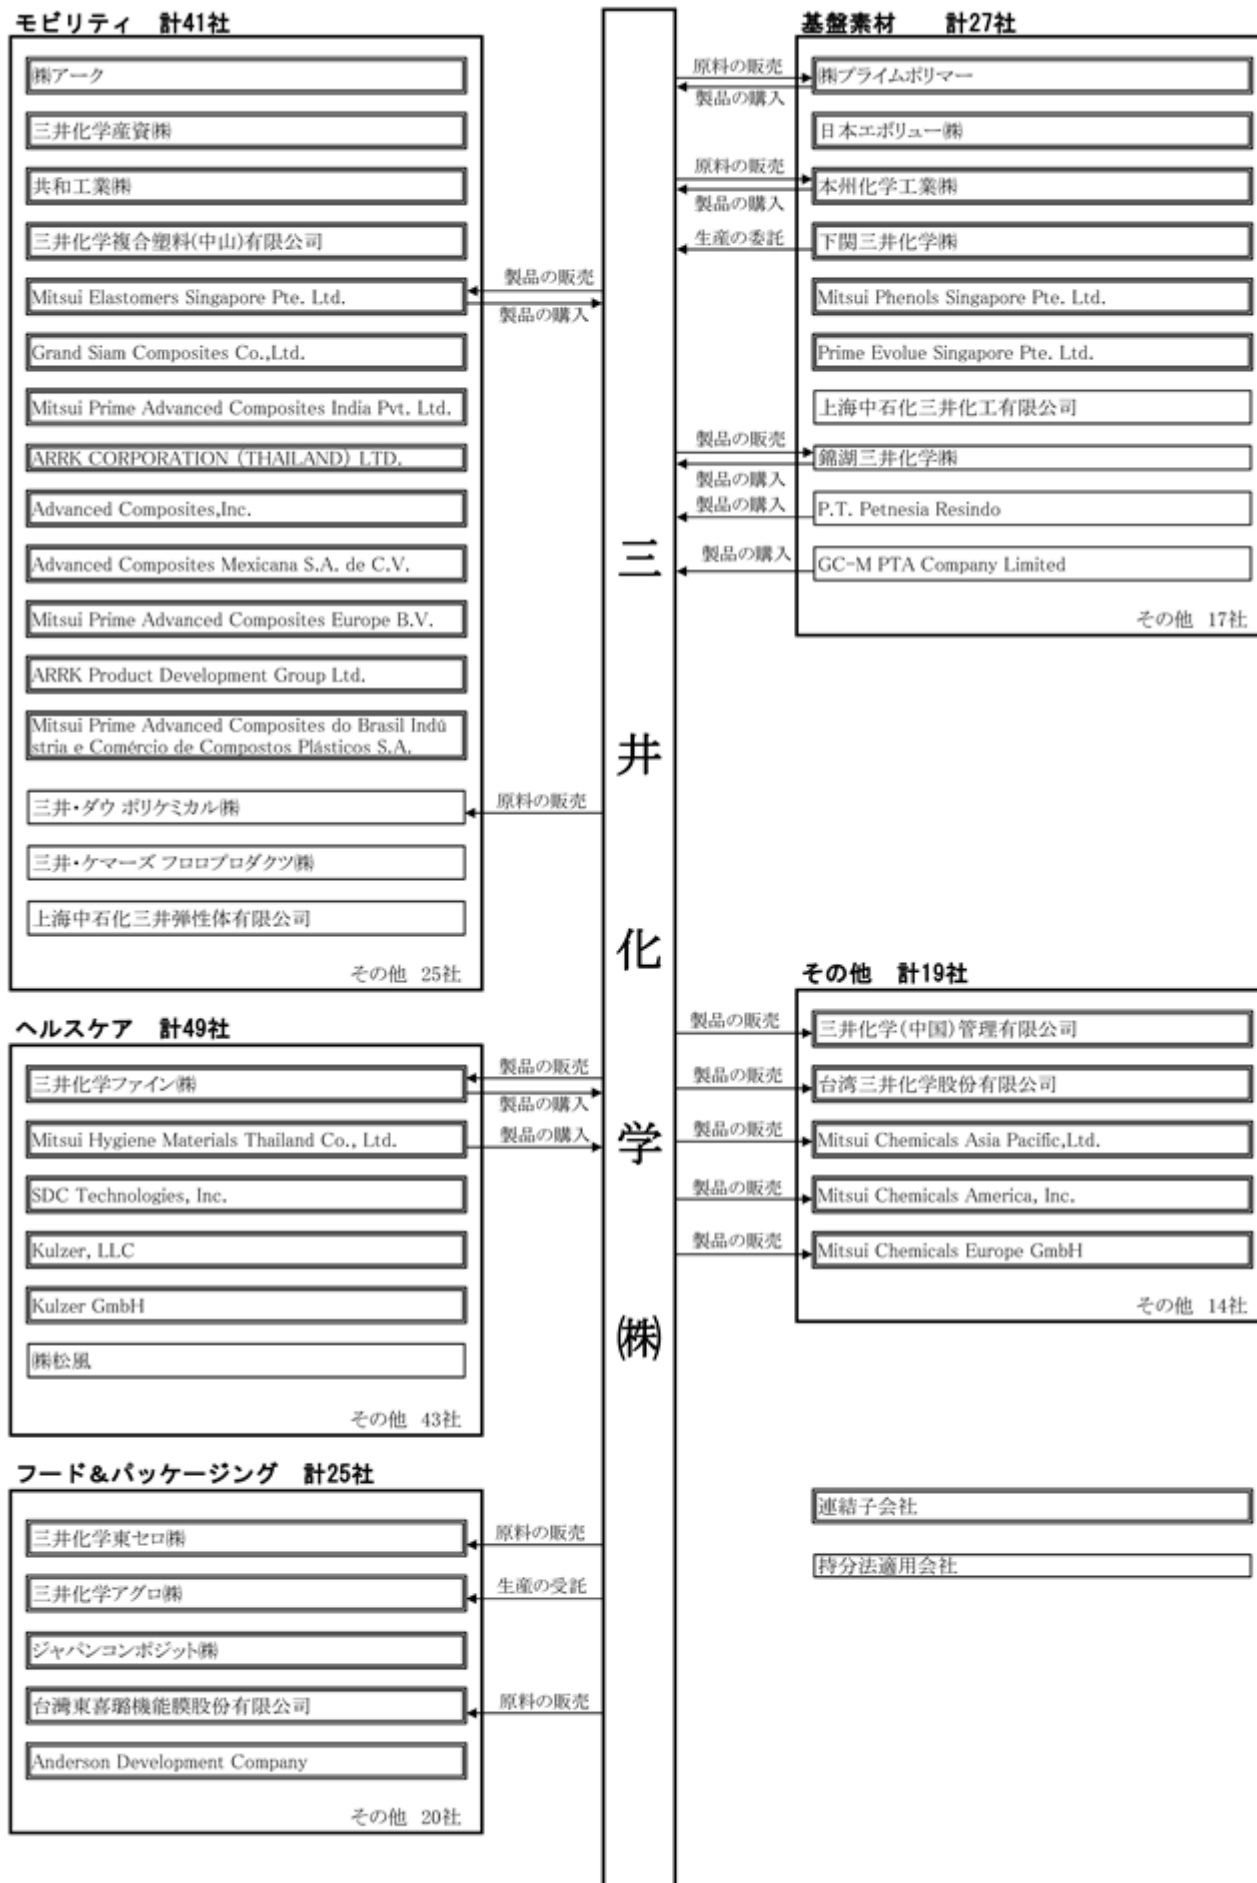 モビリティ 計41社
㈱アーク
三井化学産資㈱
共和工業㈱
三井化学複合塑料(中山)有限公司
Mitsui Elastomers Singapore Pte. Ltd.
製品の販売
製品の購入
Grand Siam Composites Co.,Ltd.
Mitsui Prime Advanced Composites India Pvt. Ltd.
ARRK CORPORATION (THAILAND) LTD.
Advanced Composites,Inc.
Advanced Composites Mexicana S.A. de C.V.
Mitsui Prime Advanced Composites Europe B.V.
ARRK Product Development Group Ltd.
Mitsui Prime Advanced Composites do Brasil Indú
stria e Comércio de Compostos Plásticos S.A.
三井・ダウ ポリケミカル㈱
原料の販売
三井・ケマーズ フロロプロダクツ㈱
上海中石化三井弾性体有限公司
その他 25社
ヘルスケア 計49社
三井化学ファイン㈱
製品の販売
製品の購入
Mitsui Hygiene Materials Thailand Co., Ltd.
製品の購入
SDC Technologies, Inc.
Kulzer, LLC
Kulzer GmbH
㈱松風
その他 43社
フード&パッケージング 計25社
三井化学東セロ㈱
原料の販売
三井化学アグロ㈱
生産の受託
ジャパンコンポジット㈱
台灣東喜璐機能膜股份有限公司
原料の販売
Anderson Development Company
その他 20社
三井化学㈱
基盤素材 計27社
原料の販売
㈱プライムポリマー
製品の購入
日本エボリュー㈱
原料の販売
本州化学工業㈱
製品の購入
生産の委託
下関三井化学㈱
Mitsui Phenols Singapore Pte. Ltd.
Prime Evolue Singapore Pte. Ltd.
上海中石化三井化工有限公司
製品の販売
錦湖三井化学㈱
製品の購入
製品の購入
P.T. Petnesia Resindo
製品の購入
GC-M PTA Company Limited
その他 17社
その他 計19社
製品の販売
三井化学(中国)管理有限公司
製品の販売
台湾三井化学股份有限公司
製品の販売
Mitsui Chemicals Asia Pacific,Ltd.
製品の販売
Mitsui Chemicals America, Inc.
製品の販売
Mitsui Chemicals Europe GmbH
その他 14社
連結子会社
持分法適用会社